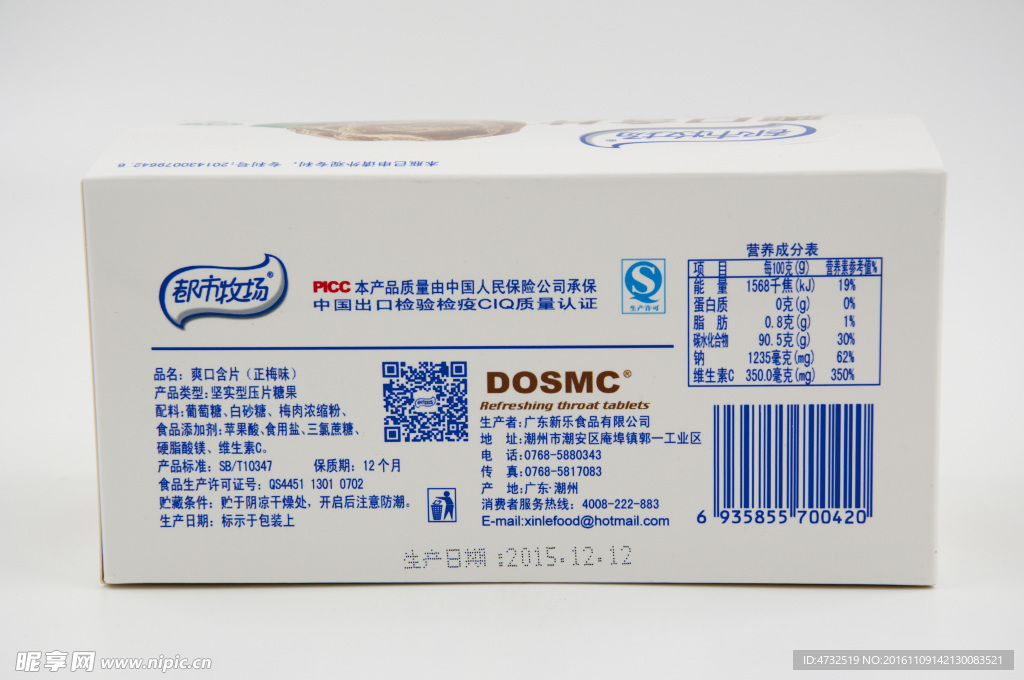 本瓶已申请外观专利，专利号:201430079642.6
都市牧场®
都市牧场®
PICC 本产品质量由中国人民保险公司承保
中国出口检验检疫CIQ质量认证
QS
生产许可
营养成分表
项 目 每100克(g) 营养素参考值%
能 量 1568千焦(kJ) 19%
蛋白质 0克(g) 0%
脂 肪 0.8克(g) 1%
碳水化合物 90.5克(g) 30%
钠 1235毫克(mg) 62%
维生素C 350.0毫克(mg) 350%
品名：爽口含片（正梅味）
产品类型：坚实型压片糖果
配料：葡萄糖、白砂糖、梅肉浓缩粉、
食品添加剂：苹果酸、食用盐、三氯蔗糖、
硬脂酸镁、维生素C。
产品标准：SB/T10347 保质期：12个月
食品生产许可证号：QS4451 1301 0702
贮藏条件：贮于阴凉干燥处，开启后注意防潮。
生产日期：标示于包装上
都市牧场
DOSMC®
Refreshing throat tablets
生产者：广东新乐食品有限公司
地 址：潮州市潮安区庵埠镇郭一工业区
电 话：0768-5880343
传 真：0768-5817083
产 地：广东·潮州
消费者服务热线：4008-222-883
E-mail:xinlefood@hotmail.com
6 935855 700420
生产日期:2015.12.12
昵享网 www.nipic.cn
ID:4732519 NO:20161109142130083521